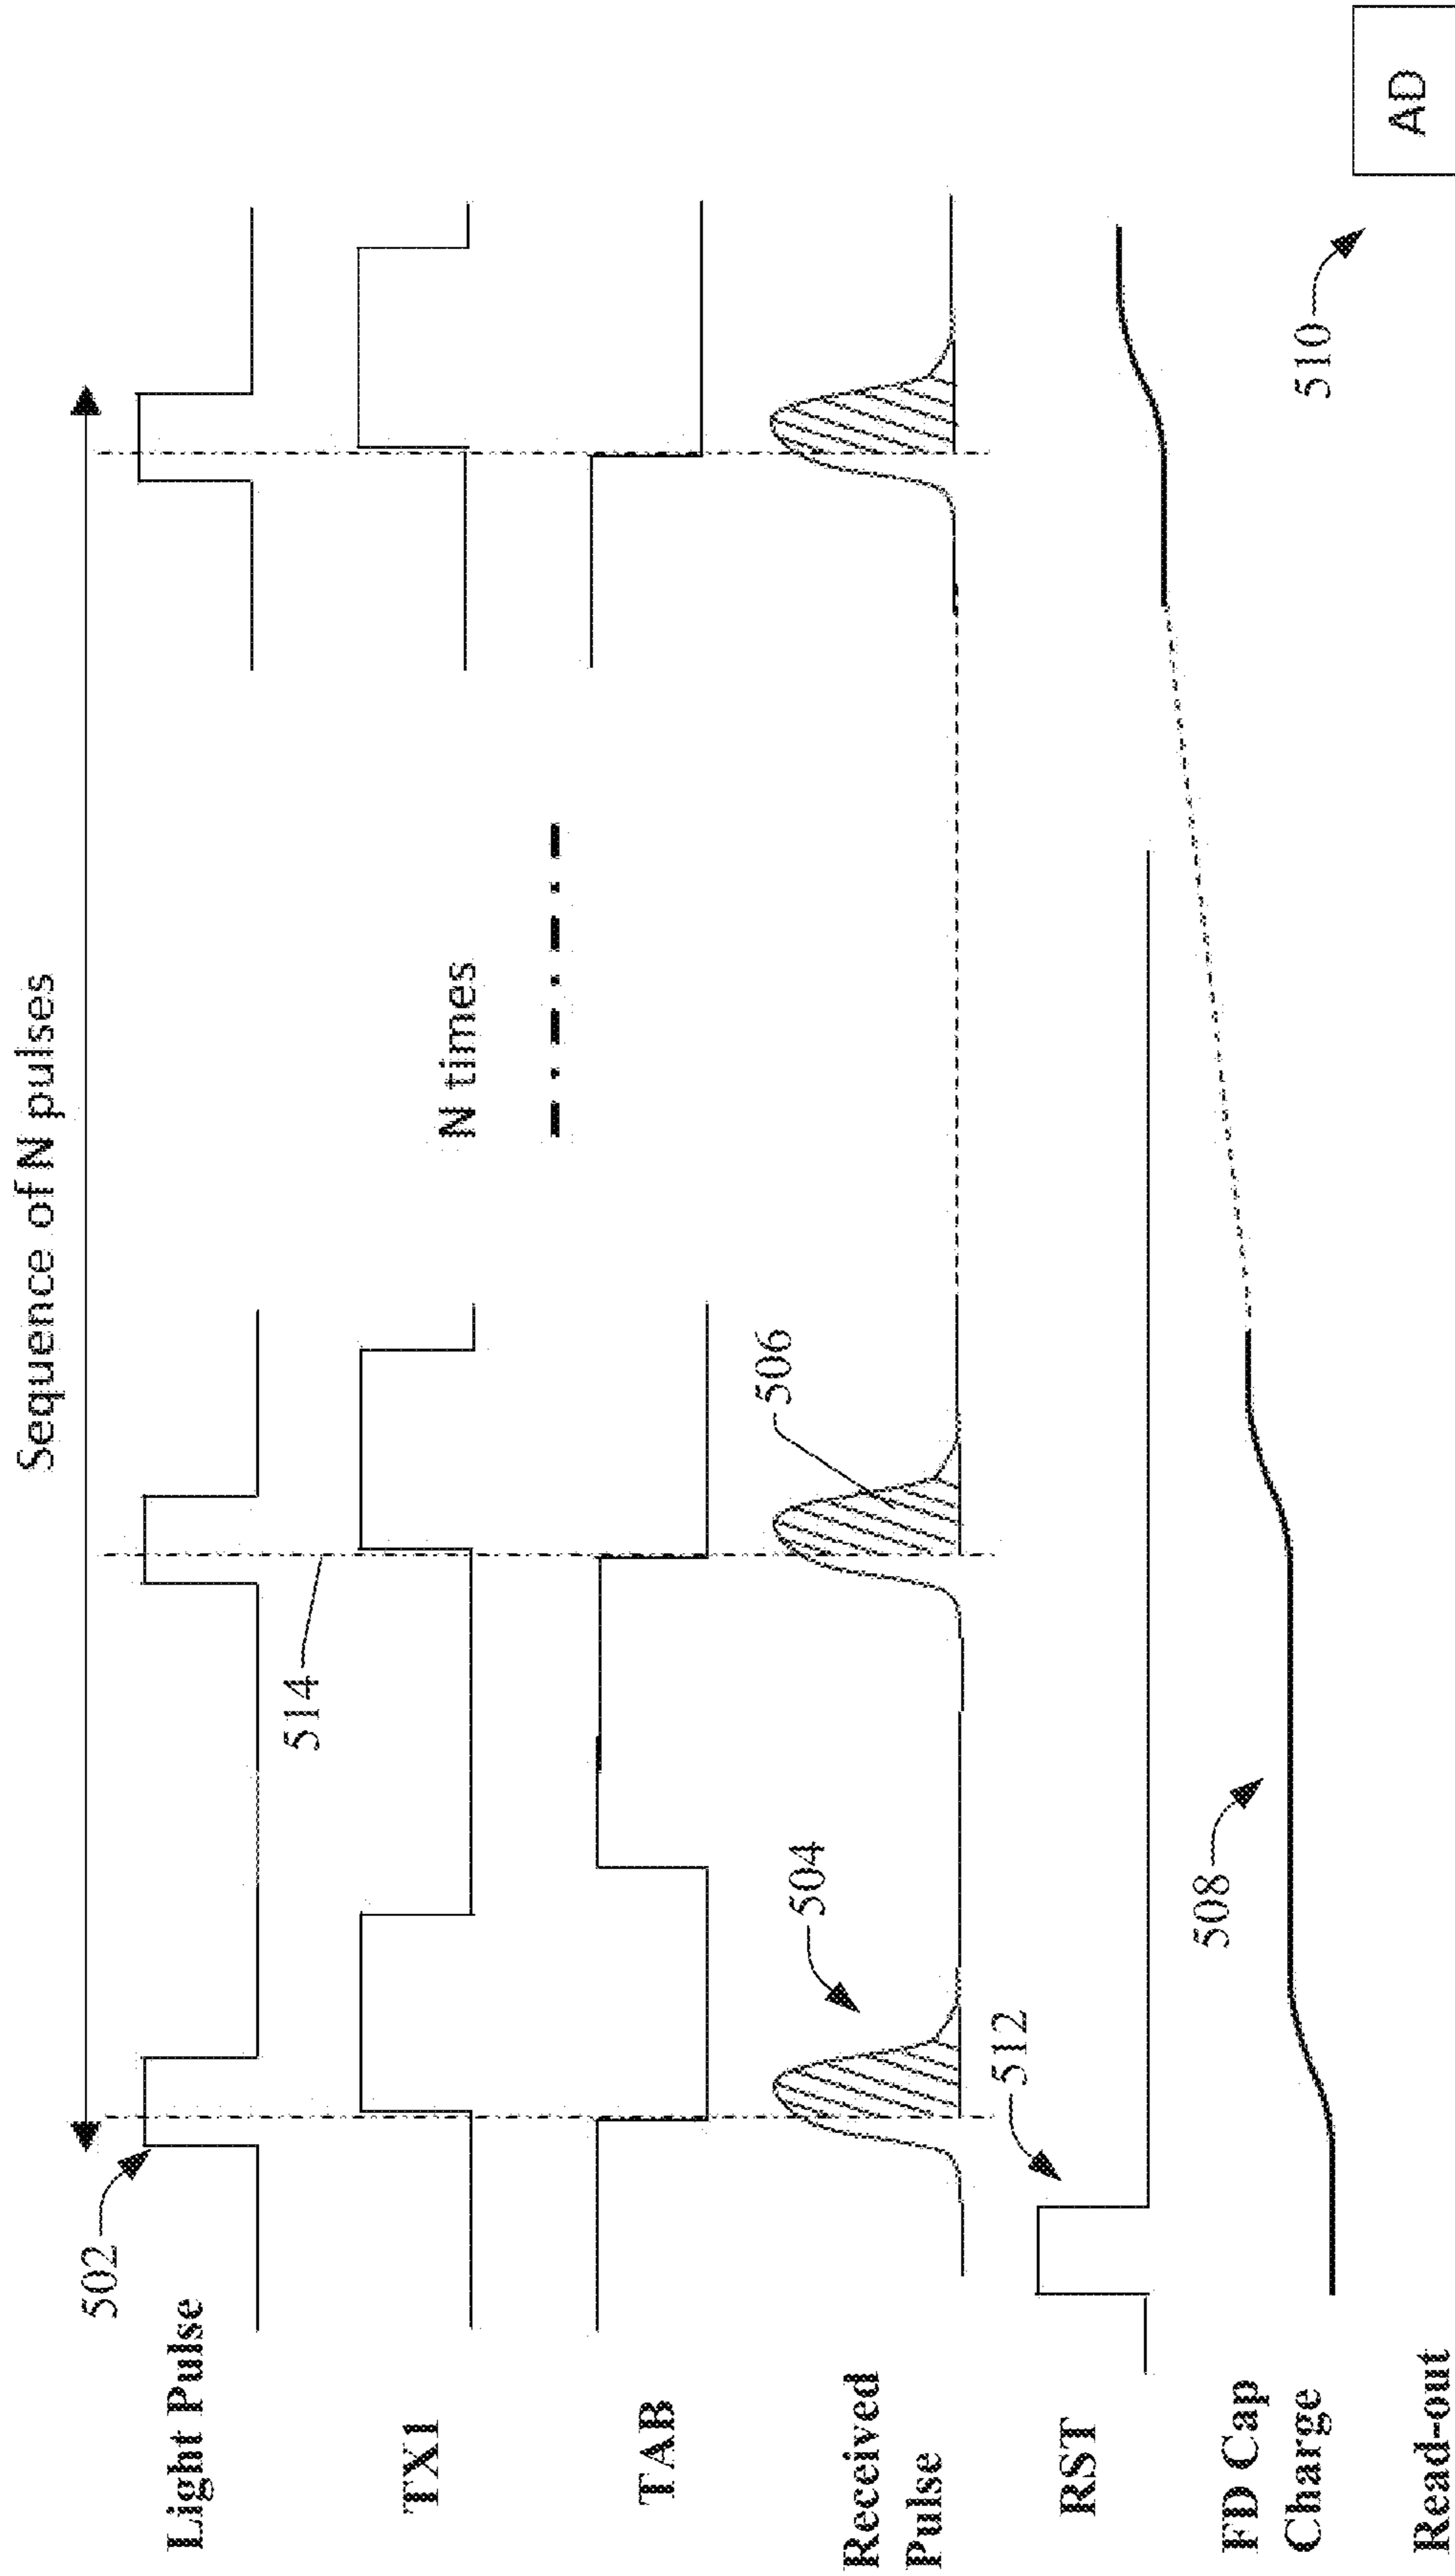 Sequence of N pulses
502
Light Pulse
514
TX1
N times
TAB
506
504
Received
Pulse
512
RST
508
FD Cap
Charge
510
AD
Read-out